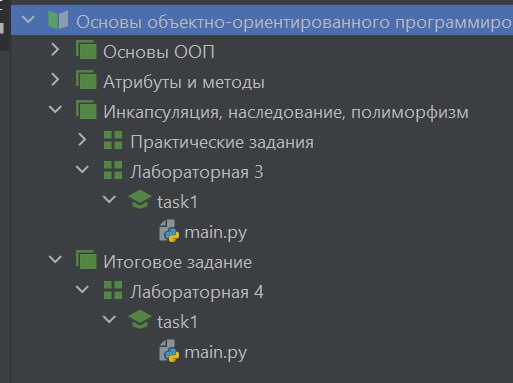 Основы объектно-ориентированного программиро
Основы ООП
Атрибуты и методы
Инкапсуляция, наследование, полиморфизм
Практические задания
Лабораторная 3
task1
main.py
Итоговое задание
Лабораторная 4
task1
main.py